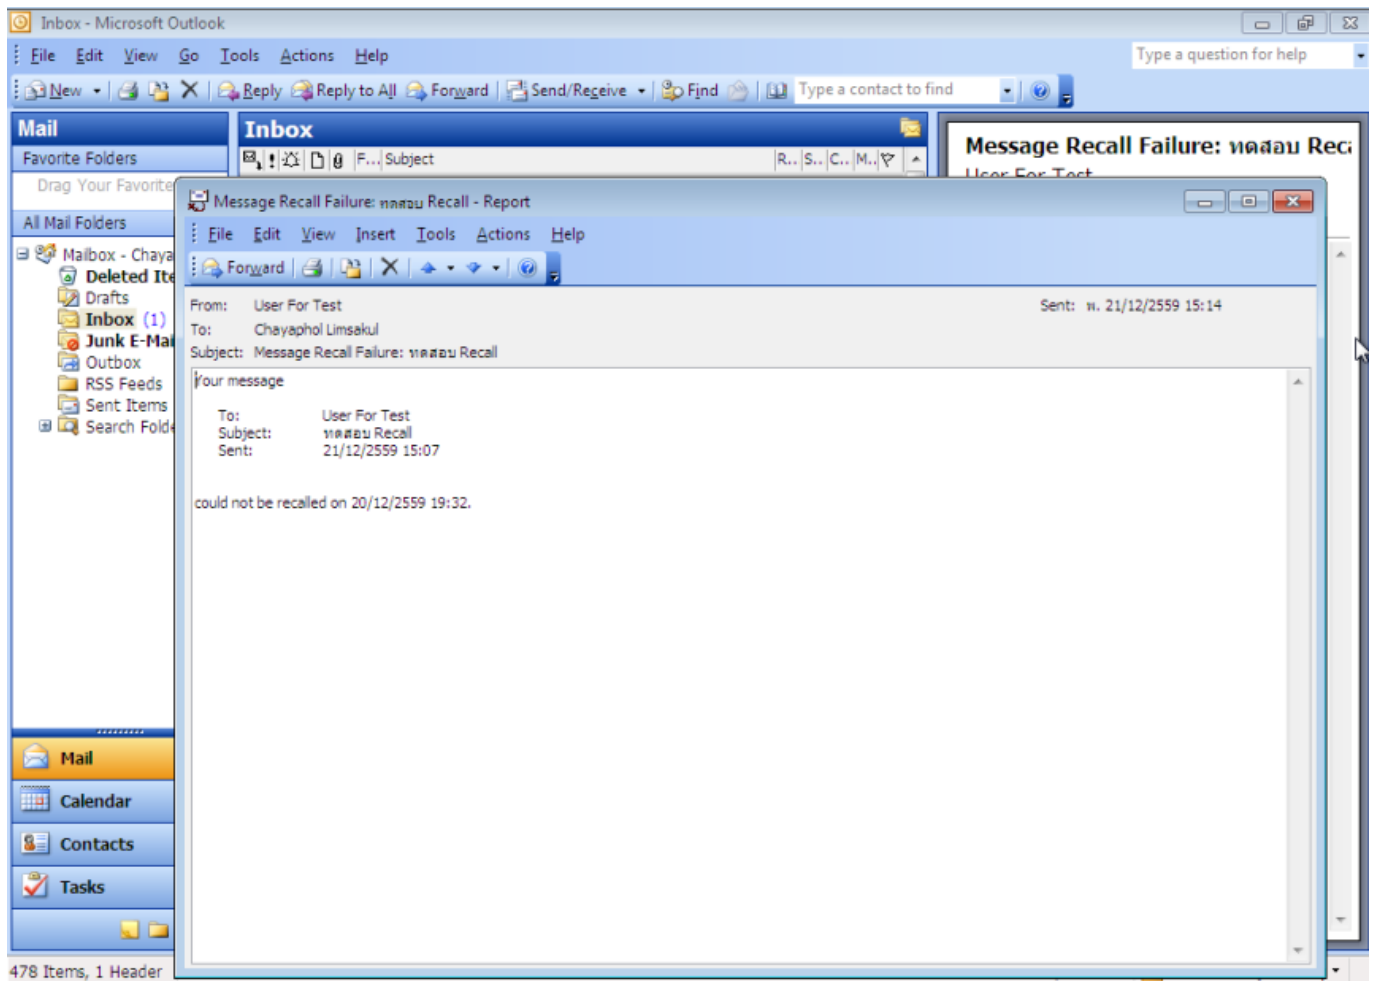 Inbox - Microsoft Outlook
File Edit View Go Tools Actions Help Type a question for help
New Reply Reply to All Forward Send/Receive Find Type a contact to find
Mail
Favorite Folders
Drag Your Favorite
All Mail Folders
Mailbox - Chaya
Deleted Ite
Drafts
Inbox (1)
Junk E-Mai
Outbox
RSS Feeds
Sent Items
Search Folde
Mail
Calendar
Contacts
Tasks
478 Items, 1 Header
Inbox
F... Subject R.. S.. C.. M..
Message Recall Failure: ทดสอบ Reca
User For Test
Message Recall Failure: ทดสอบ Recall - Report
File Edit View Insert Tools Actions Help
Forward
From: User For Test Sent: พ. 21/12/2559 15:14
To: Chayaphol Limsakul
Subject: Message Recall Failure: ทดสอบ Recall
Your message
To: User For Test
Subject: ทดสอบ Recall
Sent: 21/12/2559 15:07
could not be recalled on 20/12/2559 19:32.